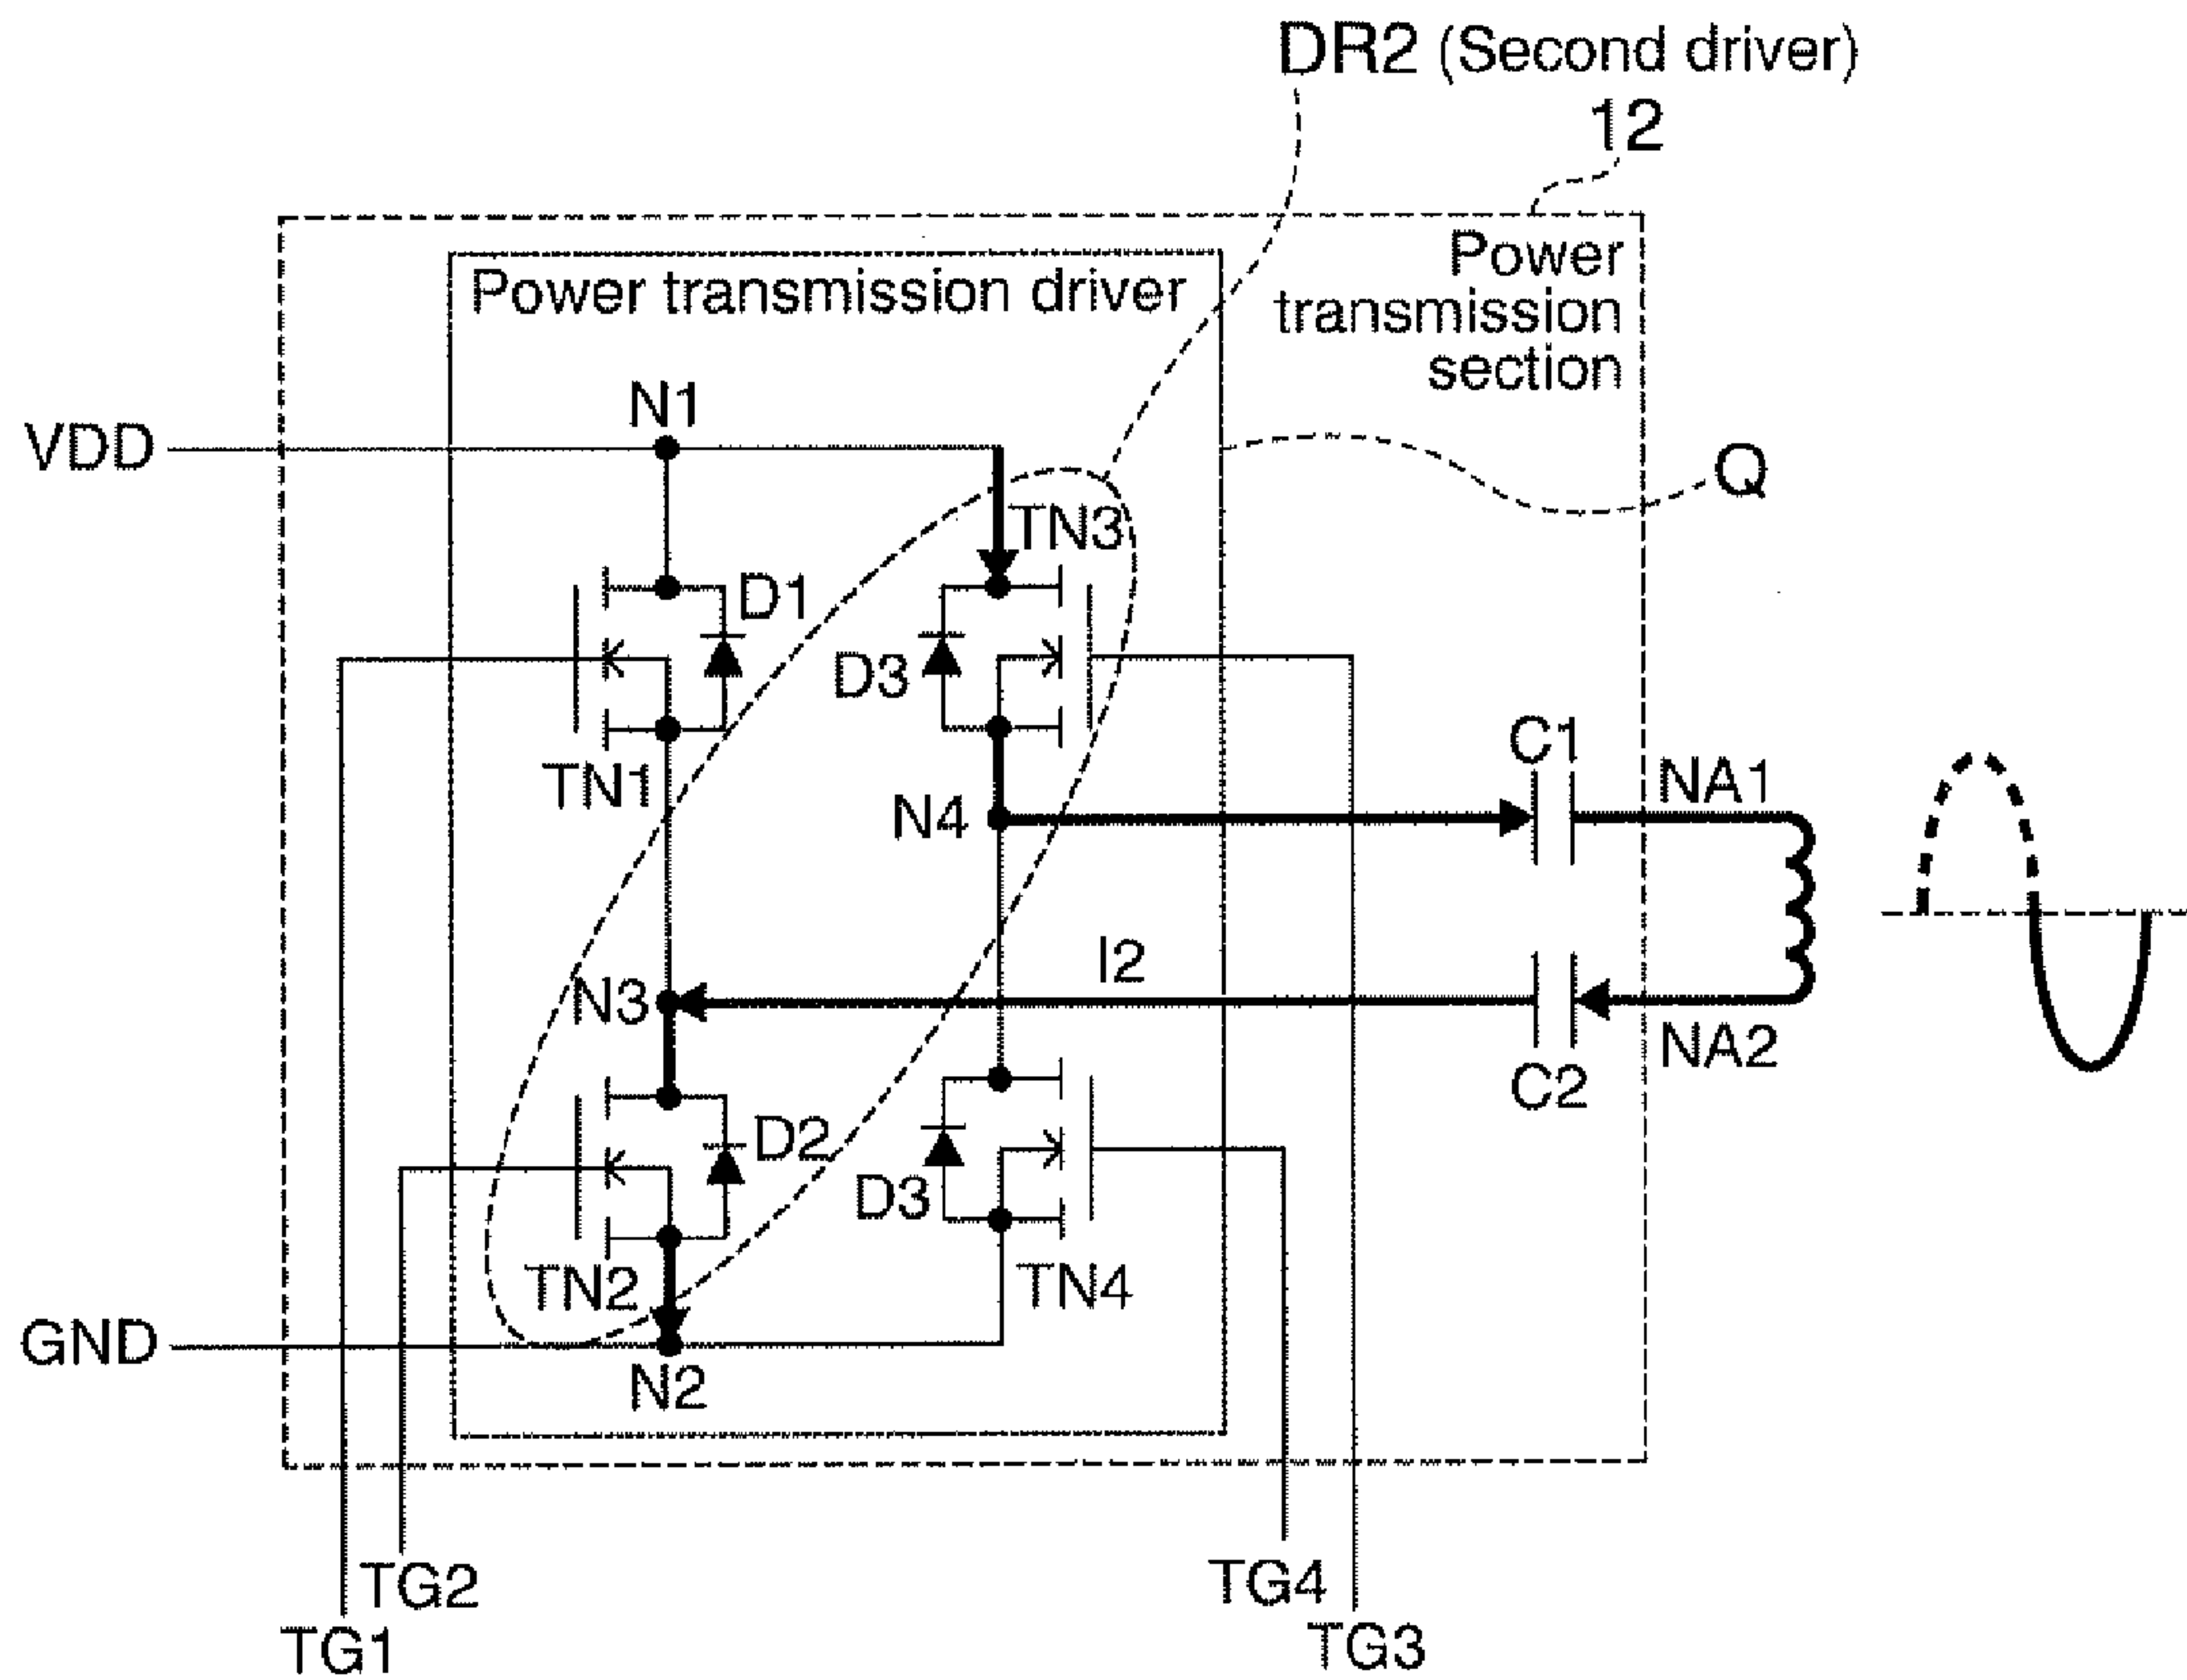 DR2 (Second driver)
12
Power transmission driver
Power
transmission
section
N1
VDD
Q
TN3
D1
D3
C1
TN1
NA1
N4
I2
N3
NA2
C2
D2
D3
TN2
TN4
GND
N2
TG2
TG4
TG1
TG3